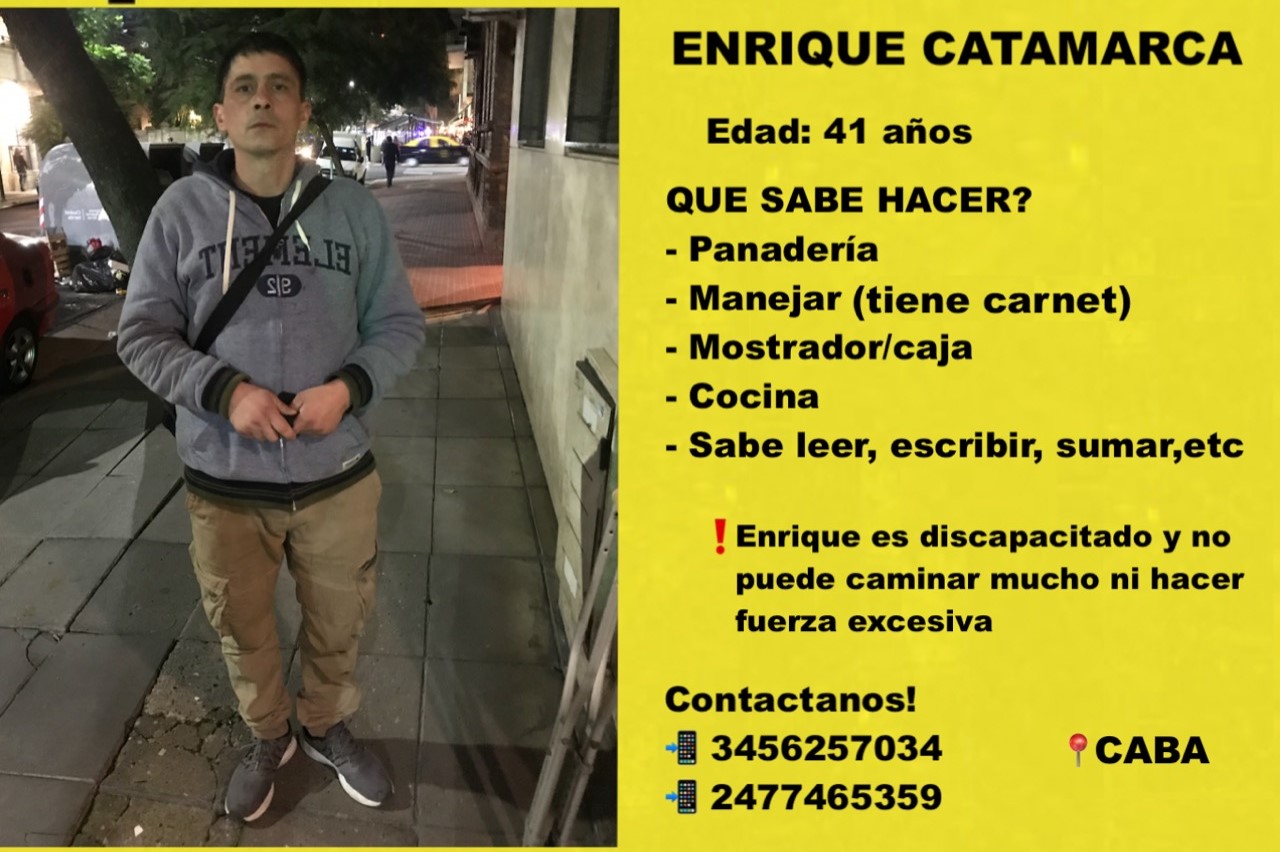 ENRIQUE CATAMARCA
Edad: 41 años
QUE SABE HACER?
- Panadería
- Manejar (tiene carnet)
- Mostrador/caja
- Cocina
- Sabe leer, escribir, sumar,etc
❗Enrique es discapacitado y no
puede caminar mucho ni hacer
fuerza excesiva
Contactanos!
📲 3456257034
📍CABA
📲 2477465359
ELEMENT
92